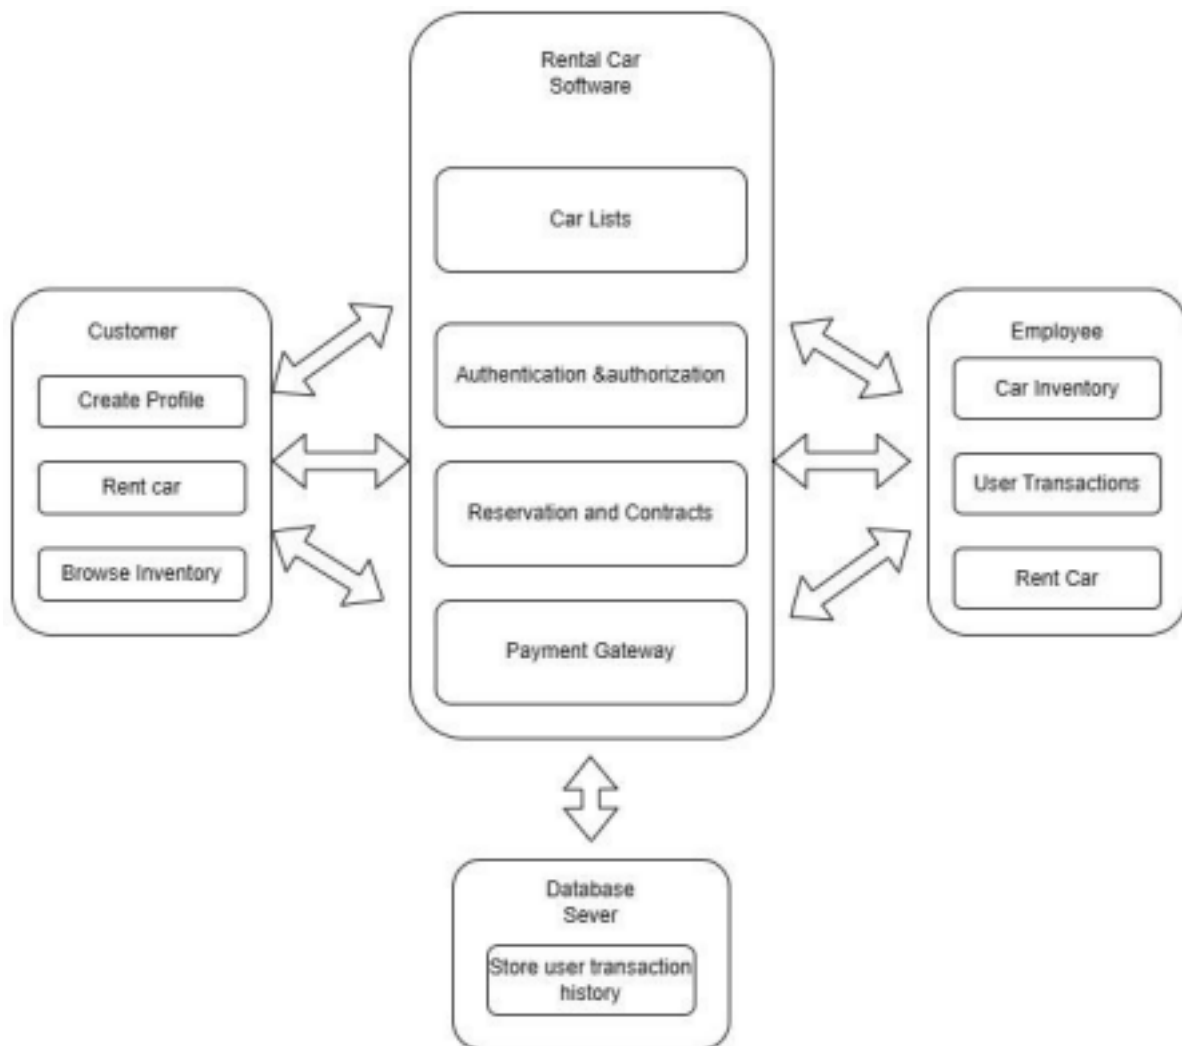 Rental Car
Software
Car Lists
Authentication &authorization
Reservation and Contracts
Payment Gateway
Customer
Create Profile
Rent car
Browse Inventory
Employee
Car Inventory
User Transactions
Rent Car
Database
Sever
Store user transaction
history